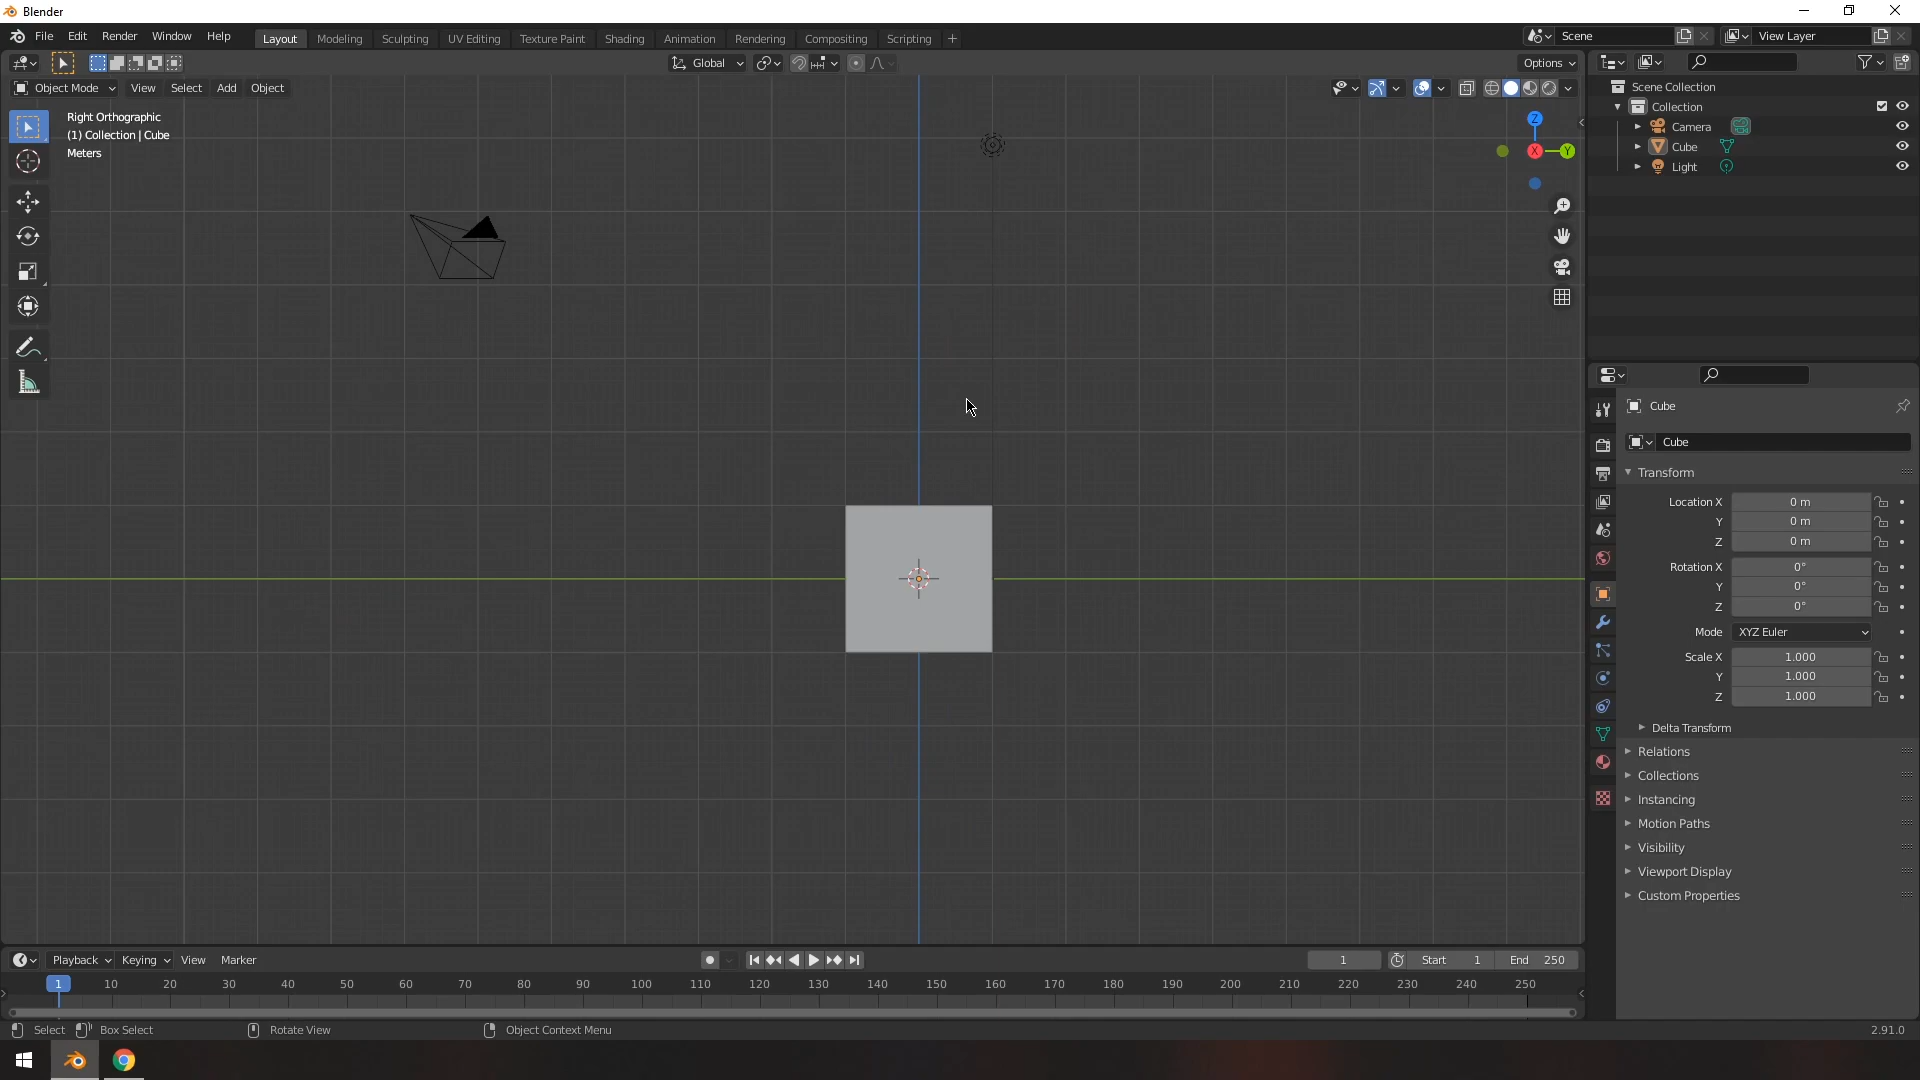 Blender
File Edit Render Window Help
Layout Modeling Sculpting UV Editing Texture Paint Shading Animation Rendering Compositing Scripting +
Scene
View Layer
Global
Options
Object Mode View Select Add Object
Right Orthographic
(1) Collection | Cube
Meters
Z
X
Y
Scene Collection
Collection
Camera
Cube
Light
Cube
Cube
Transform
Location X 0 m
Y 0 m
Z 0 m
Rotation X 0°
Y 0°
Z 0°
Mode XYZ Euler
Scale X 1.000
Y 1.000
Z 1.000
Delta Transform
Relations
Collections
Instancing
Motion Paths
Visibility
Viewport Display
Custom Properties
Playback Keying View Marker
1
Start 1
End 250
1 10 20 30 40 50 60 70 80 90 100 110 120 130 140 150 160 170 180 190 200 210 220 230 240 250
Select Box Select Rotate View Object Context Menu
2.91.0